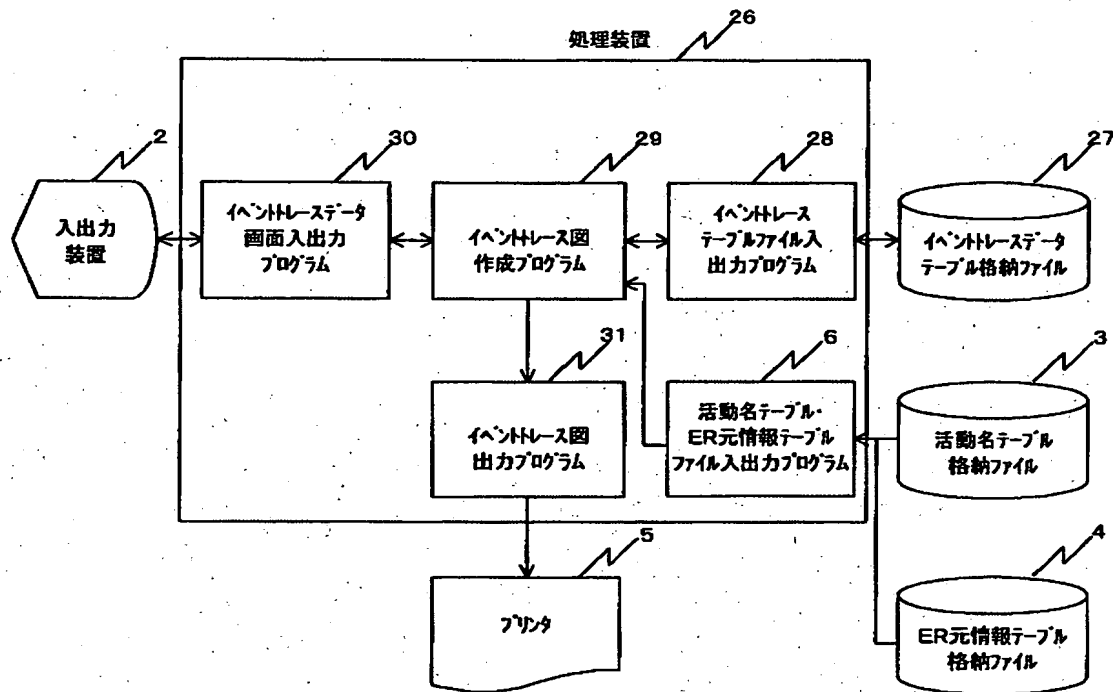 26
処理装置
2
入出力
装置
30
イベントトレースデータ
画面入出力
プログラム
29
イベントトレース図
作成プログラム
28
イベントトレース
テーブルファイル入
出力プログラム
27
イベントトレースデータ
テーブル格納ファイル
31
イベントトレース図
出力プログラム
6
活動名テーブル・
ER元情報テーブル
ファイル入出力プログラム
3
活動名テーブル
格納ファイル
5
プリンタ
4
ER元情報テーブル
格納ファイル